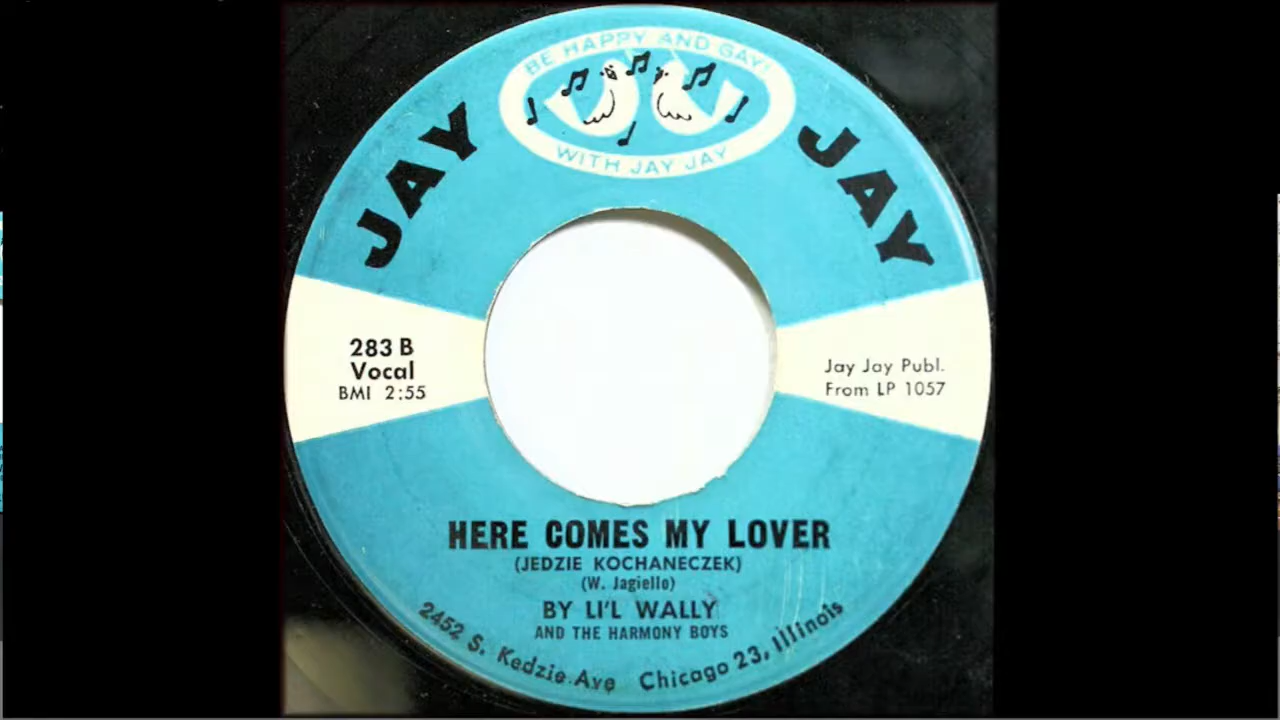 BE HAPPY AND GAY!
WITH JAY JAY
JAY JAY
283 B
Vocal
BMI 2:55
Jay Jay Publ.
From LP 1057
HERE COMES MY LOVER
(JEDZIE KOCHANECZEK)
(W. Jagiello)
BY LI'L WALLY
AND THE HARMONY BOYS
2452 S. Kedzie Ave Chicago 23, Illinois